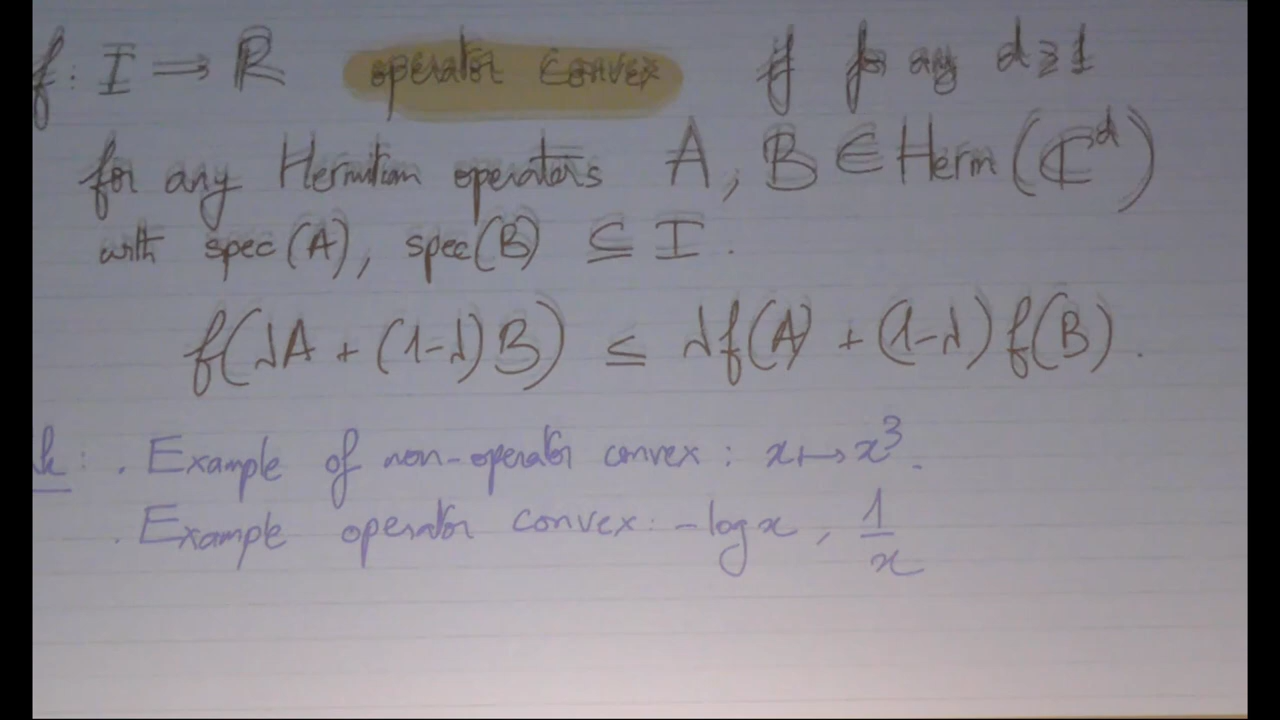 f: I → ℝ operator convex if for any d ≥ 1
for any Hermitian operators A, B ∈ Herm(ℂ^d)
with spec(A), spec(B) ⊆ I.
f(λA + (1-λ)B) ≤ λf(A) + (1-λ)f(B).
. Example of non-operator convex: x ↦ x³.
. Example operator convex: -log x, 1/x